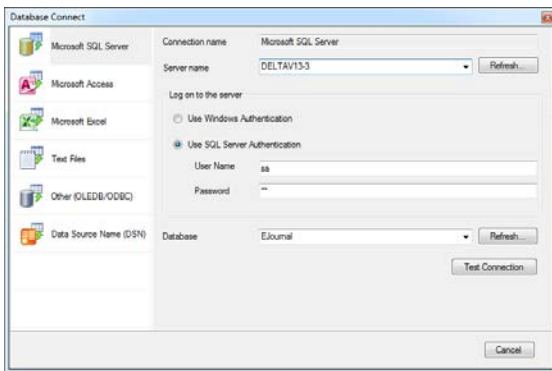 Database Connect
Microsoft SQL Server
Microsoft Access
Microsoft Excel
Text Files
Other (OLEDB/ODBC)
Data Source Name (DSN)
Connection name Microsoft SQL Server
Server name DELTAV13-3 Refresh...
Log on to the server
Use Windows Authentication
Use SQL Server Authentication
User Name sa
Password **
Database EJournal Refresh...
Test Connection
Cancel